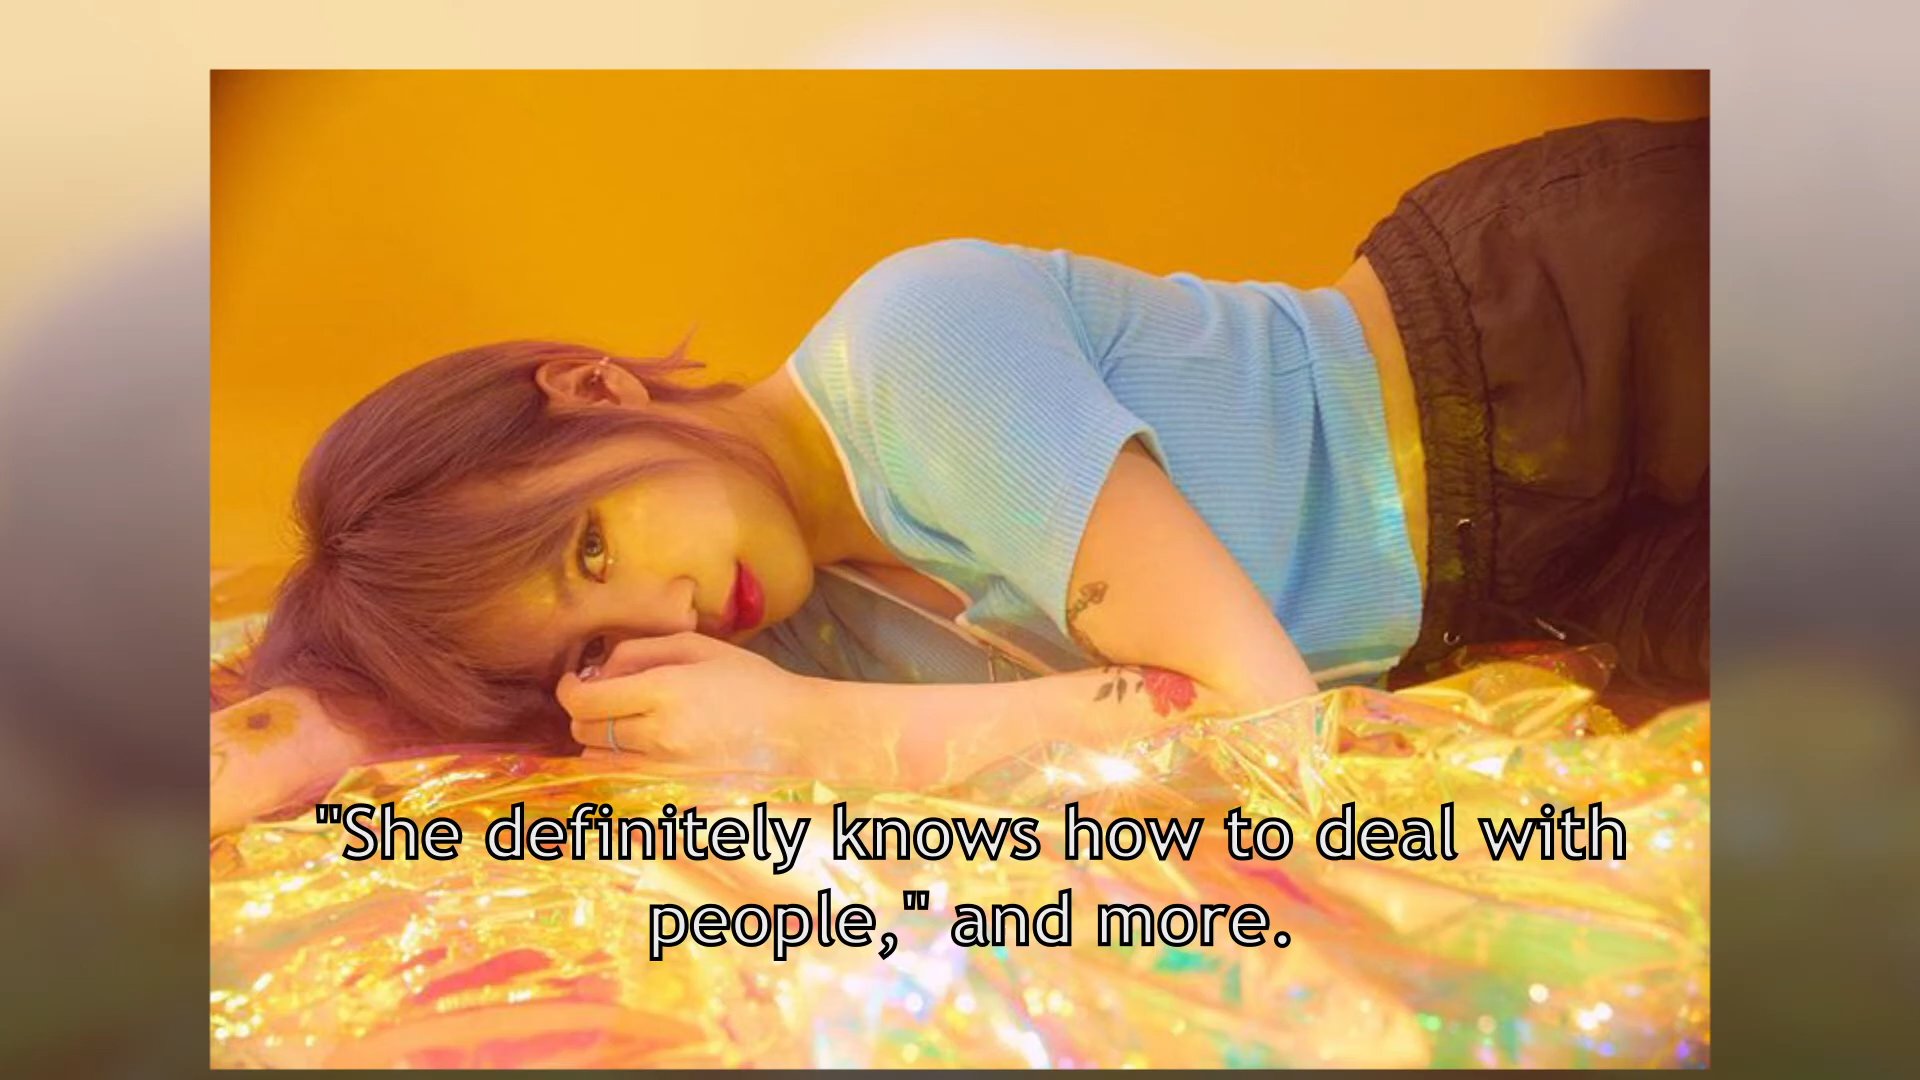 "She definitely knows how to deal with
people," and more.